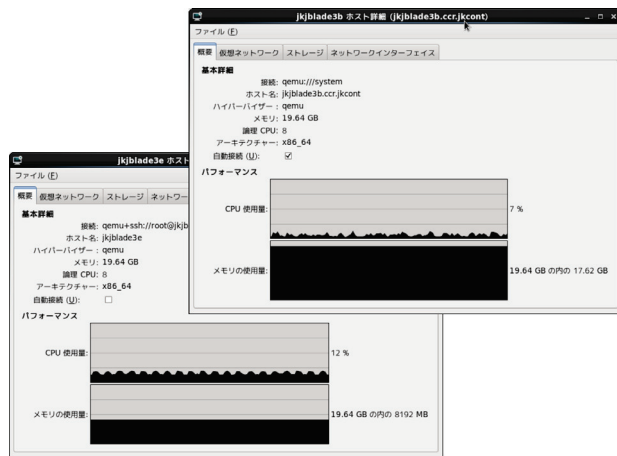 jkjblade3b ホスト詳細 (jkjblade3b.ccr.jkcont)
ファイル (F)
概要 仮想ネットワーク ストレージ ネットワークインターフェイス
基本詳細
接続: qemu:///system
ホスト名: jkjblade3b.ccr.jkcont
ハイパーバイザー : qemu
メモリ: 19.64 GB
論理 CPU: 8
アーキテクチャー: x86_64
自動接続 (U):
パフォーマンス
CPU 使用量: 7 %
メモリの使用量: 19.64 GB の内の 17.62 GB
jkjblade3e ホスト
ファイル (F)
概要 仮想ネットワーク ストレージ ネットワー
基本詳細
接続: qemu+ssh://root@jkjb
ホスト名: jkjblade3e
ハイパーバイザー : qemu
メモリ: 19.64 GB
論理 CPU: 8
アーキテクチャー: x86_64
自動接続 (U):
パフォーマンス
CPU 使用量: 12 %
メモリの使用量: 19.64 GB の内の 8192 MB